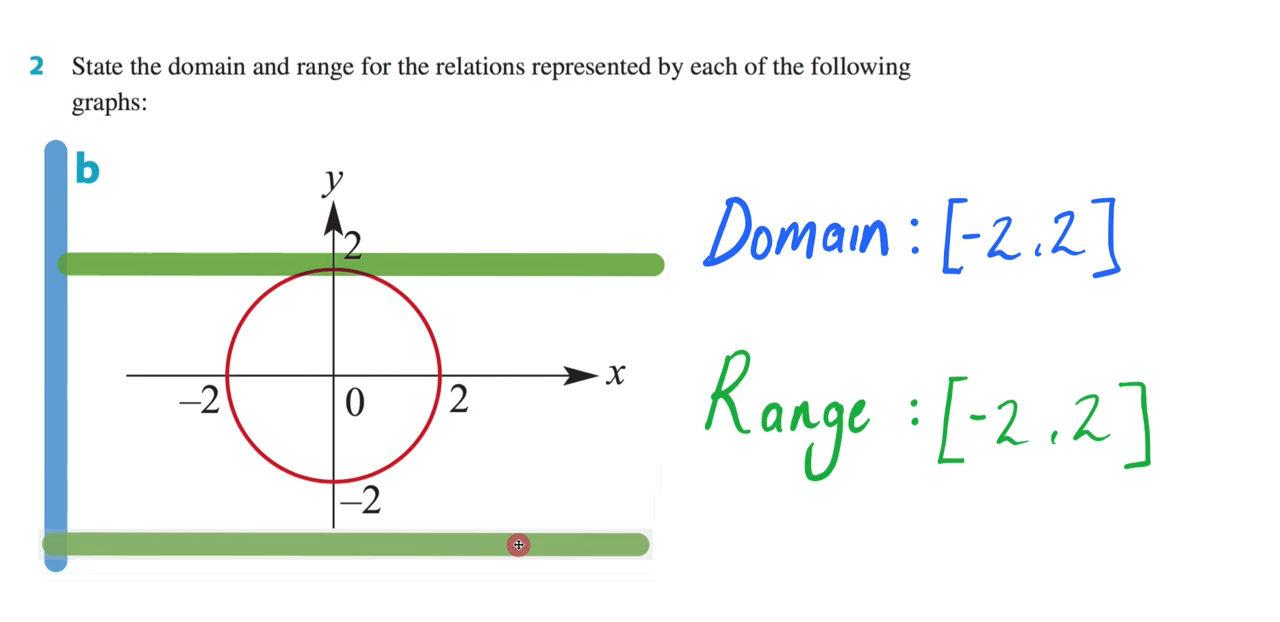 2 State the domain and range for the relations represented by each of the following
graphs:
b
y
2
Domain : [-2, 2]
x
–2 0 2
Range : [-2, 2]
–2